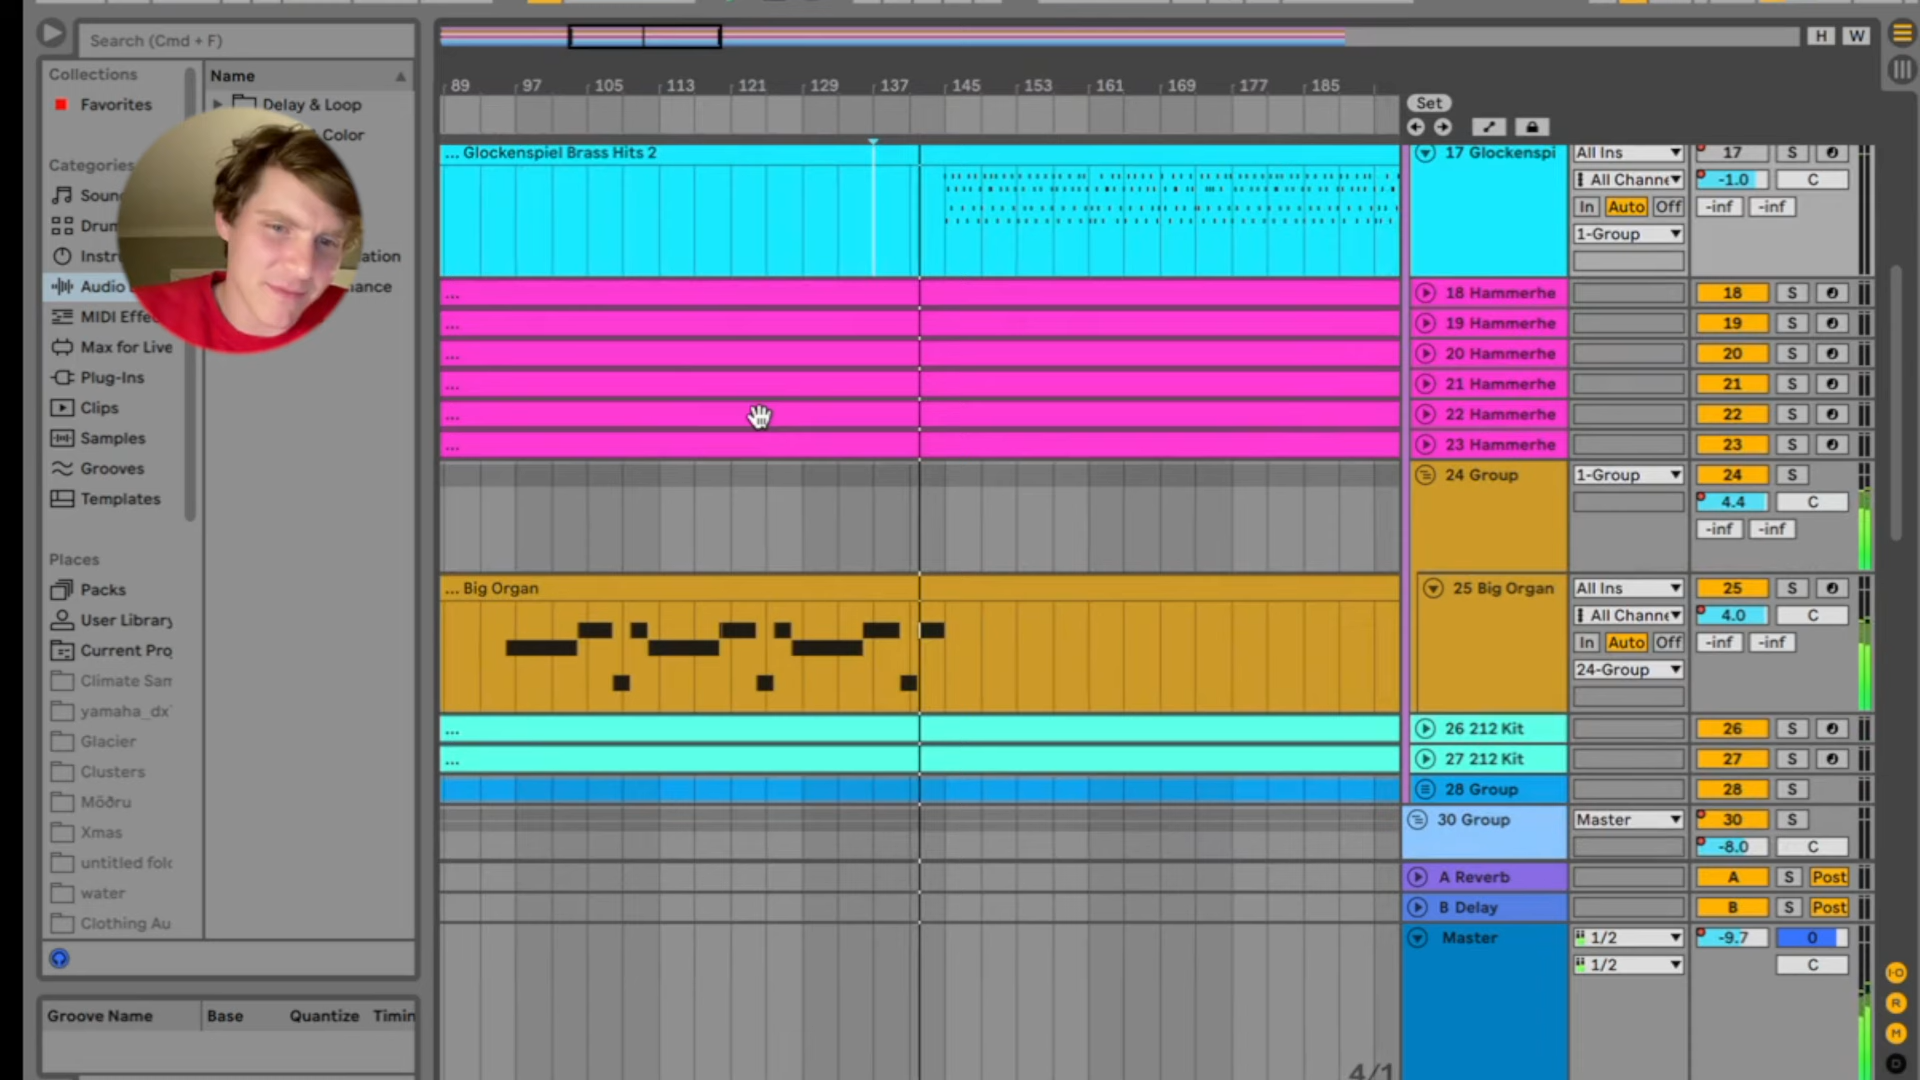 Search (Cmd + F)
H W
Collections
Favorites
Name
Delay & Loop
Color
Categories
Soun
Drum
Instru
ation
Audio
nance
MIDI Effe
Max for Live
Plug-Ins
Clips
Samples
Grooves
Templates
Places
Packs
User Library
Current Pro
Climate Sam
yamaha_dx7
Glacier
Clusters
Möðru
Xmas
untitled fold
water
Clothing Au
Groove Name Base Quantize Timin
89 97 105 113 121 129 137 145 153 161 169 177 185
Set
... Glockenspiel Brass Hits 2
17 Glockenspi All Ins 17 S
All Channe -1.0 C
In Auto Off -inf -inf
1-Group
... 18 Hammerhe 18 S
... 19 Hammerhe 19 S
... 20 Hammerhe 20 S
... 21 Hammerhe 21 S
... 22 Hammerhe 22 S
... 23 Hammerhe 23 S
24 Group 1-Group 24 S
4.4 C
-inf -inf
... Big Organ
25 Big Organ All Ins 25 S
All Channe 4.0 C
In Auto Off -inf -inf
24-Group
... 26 212 Kit 26 S
... 27 212 Kit 27 S
28 Group 28 S
30 Group Master 30 S
-8.0 C
A Reverb A S Post
B Delay B S Post
Master 1/2 -9.7 0
1/2 C
I·O
R
M
D
4/1